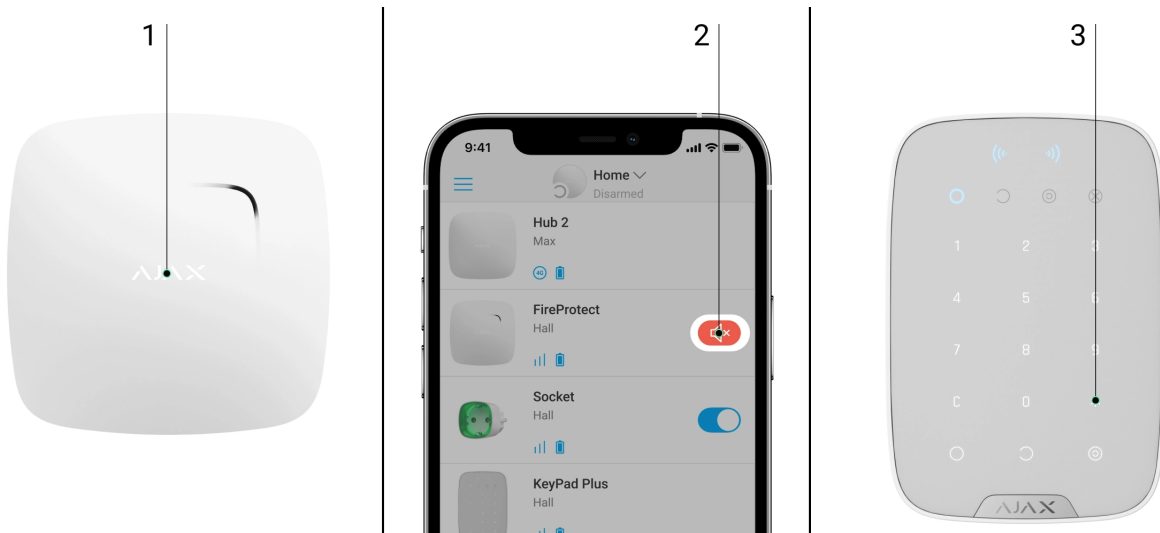 1
AJAX
2
9:41
Home
Disarmed
Hub 2
Max
4G
FireProtect
Hall
Socket
Hall
KeyPad Plus
Hall
3
1 2 3
4 5 6
7 8 9
C 0
AJAX